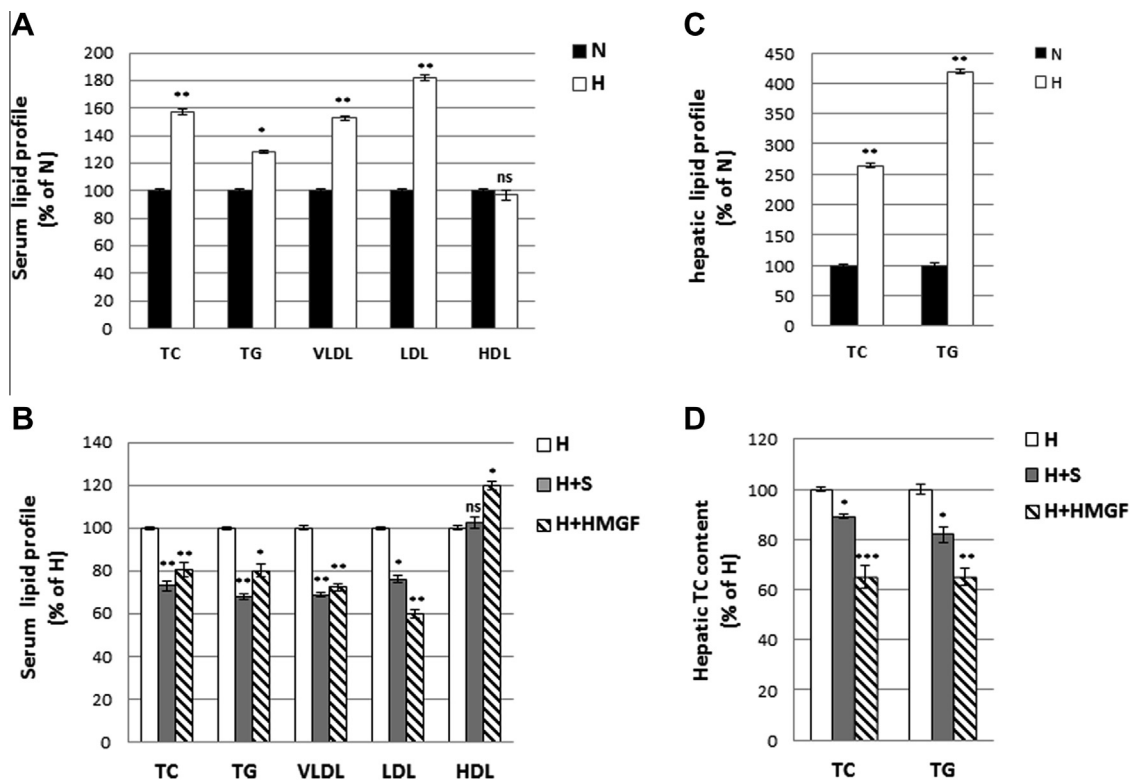 A
Serum lipid profile
(% of N)
200
180
160
140
120
100
80
60
40
20
0
** * ** ** ns
TC TG VLDL LDL HDL
N
H
C
hepatic lipid profile
(% of N)
450
400
350
300
250
200
150
100
50
0
** **
TC TG
N
H
B
Serum lipid profile
(% of H)
140
120
100
80
60
40
20
0
** ** ** * ** ** * ** ns *
TC TG VLDL LDL HDL
H
H+S
H+HMGF
D
Hepatic TC content
(% of H)
120
100
80
60
40
20
0
* *** * **
TC TG
H
H+S
H+HMGF